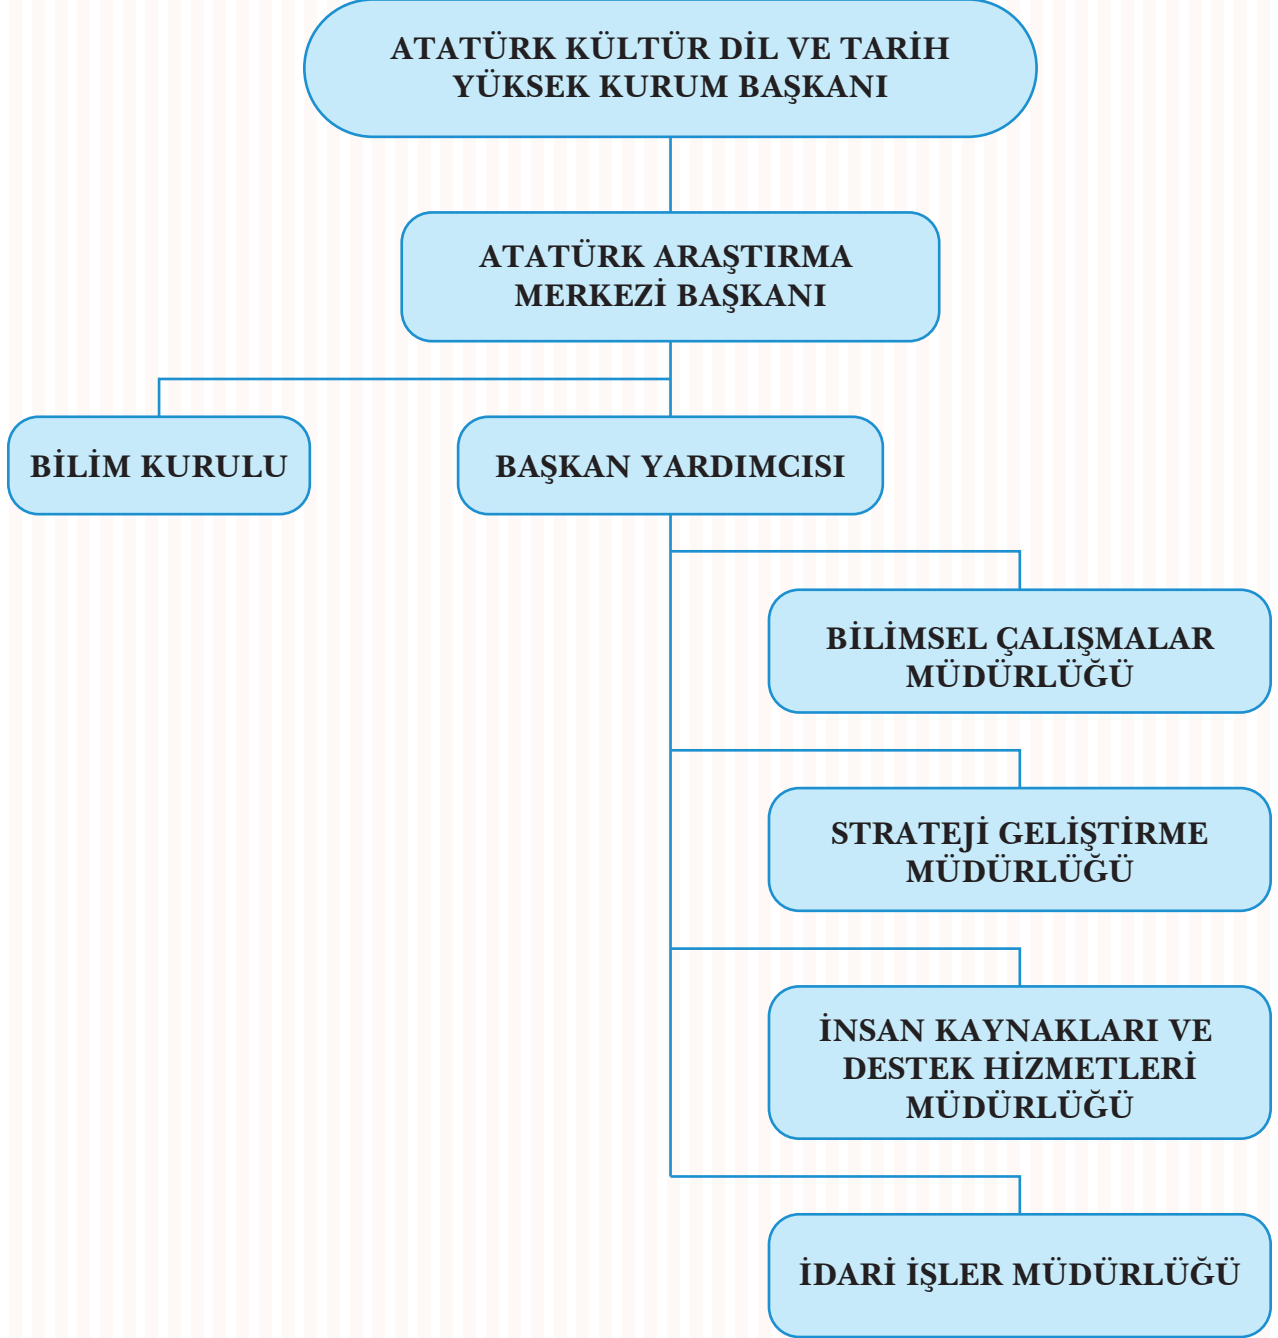 ATATÜRK KÜLTÜR DİL VE TARİH
YÜKSEK KURUM BAŞKANI
ATATÜRK ARAŞTIRMA
MERKEZİ BAŞKANI
BİLİM KURULU
BAŞKAN YARDIMCISI
BİLİMSEL ÇALIŞMALAR
MÜDÜRLÜĞÜ
STRATEJİ GELİŞTİRME
MÜDÜRLÜĞÜ
İNSAN KAYNAKLARI VE
DESTEK HİZMETLERİ
MÜDÜRLÜĞÜ
İDARİ İŞLER MÜDÜRLÜĞÜ